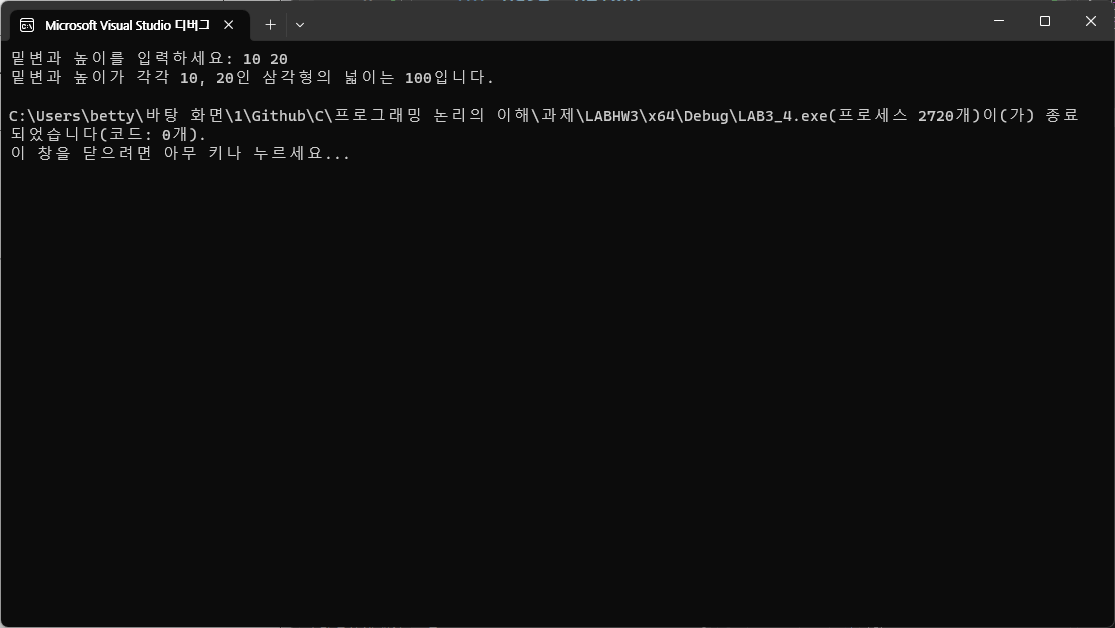 Microsoft Visual Studio 디버그
밑변과 높이를 입력하세요: 10 20
밑변과 높이가 각각 10, 20인 삼각형의 넓이는 100입니다.
C:\Users\betty\바탕 화면\1\Github\C\프로그래밍 논리의 이해\과제\LABHW3\x64\Debug\LAB3_4.exe(프로세스 2720개)이(가) 종료
되었습니다(코드: 0개).
이 창을 닫으려면 아무 키나 누르세요...